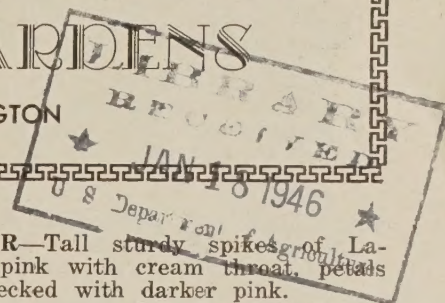 ARDENS
GTON
LIBRARY
RECEIVED
★ JAN 18 1946 ★
U S Department of Agriculture
R—Tall sturdy spikes of La-
pink with cream throat, petals
ecked with darker pink.